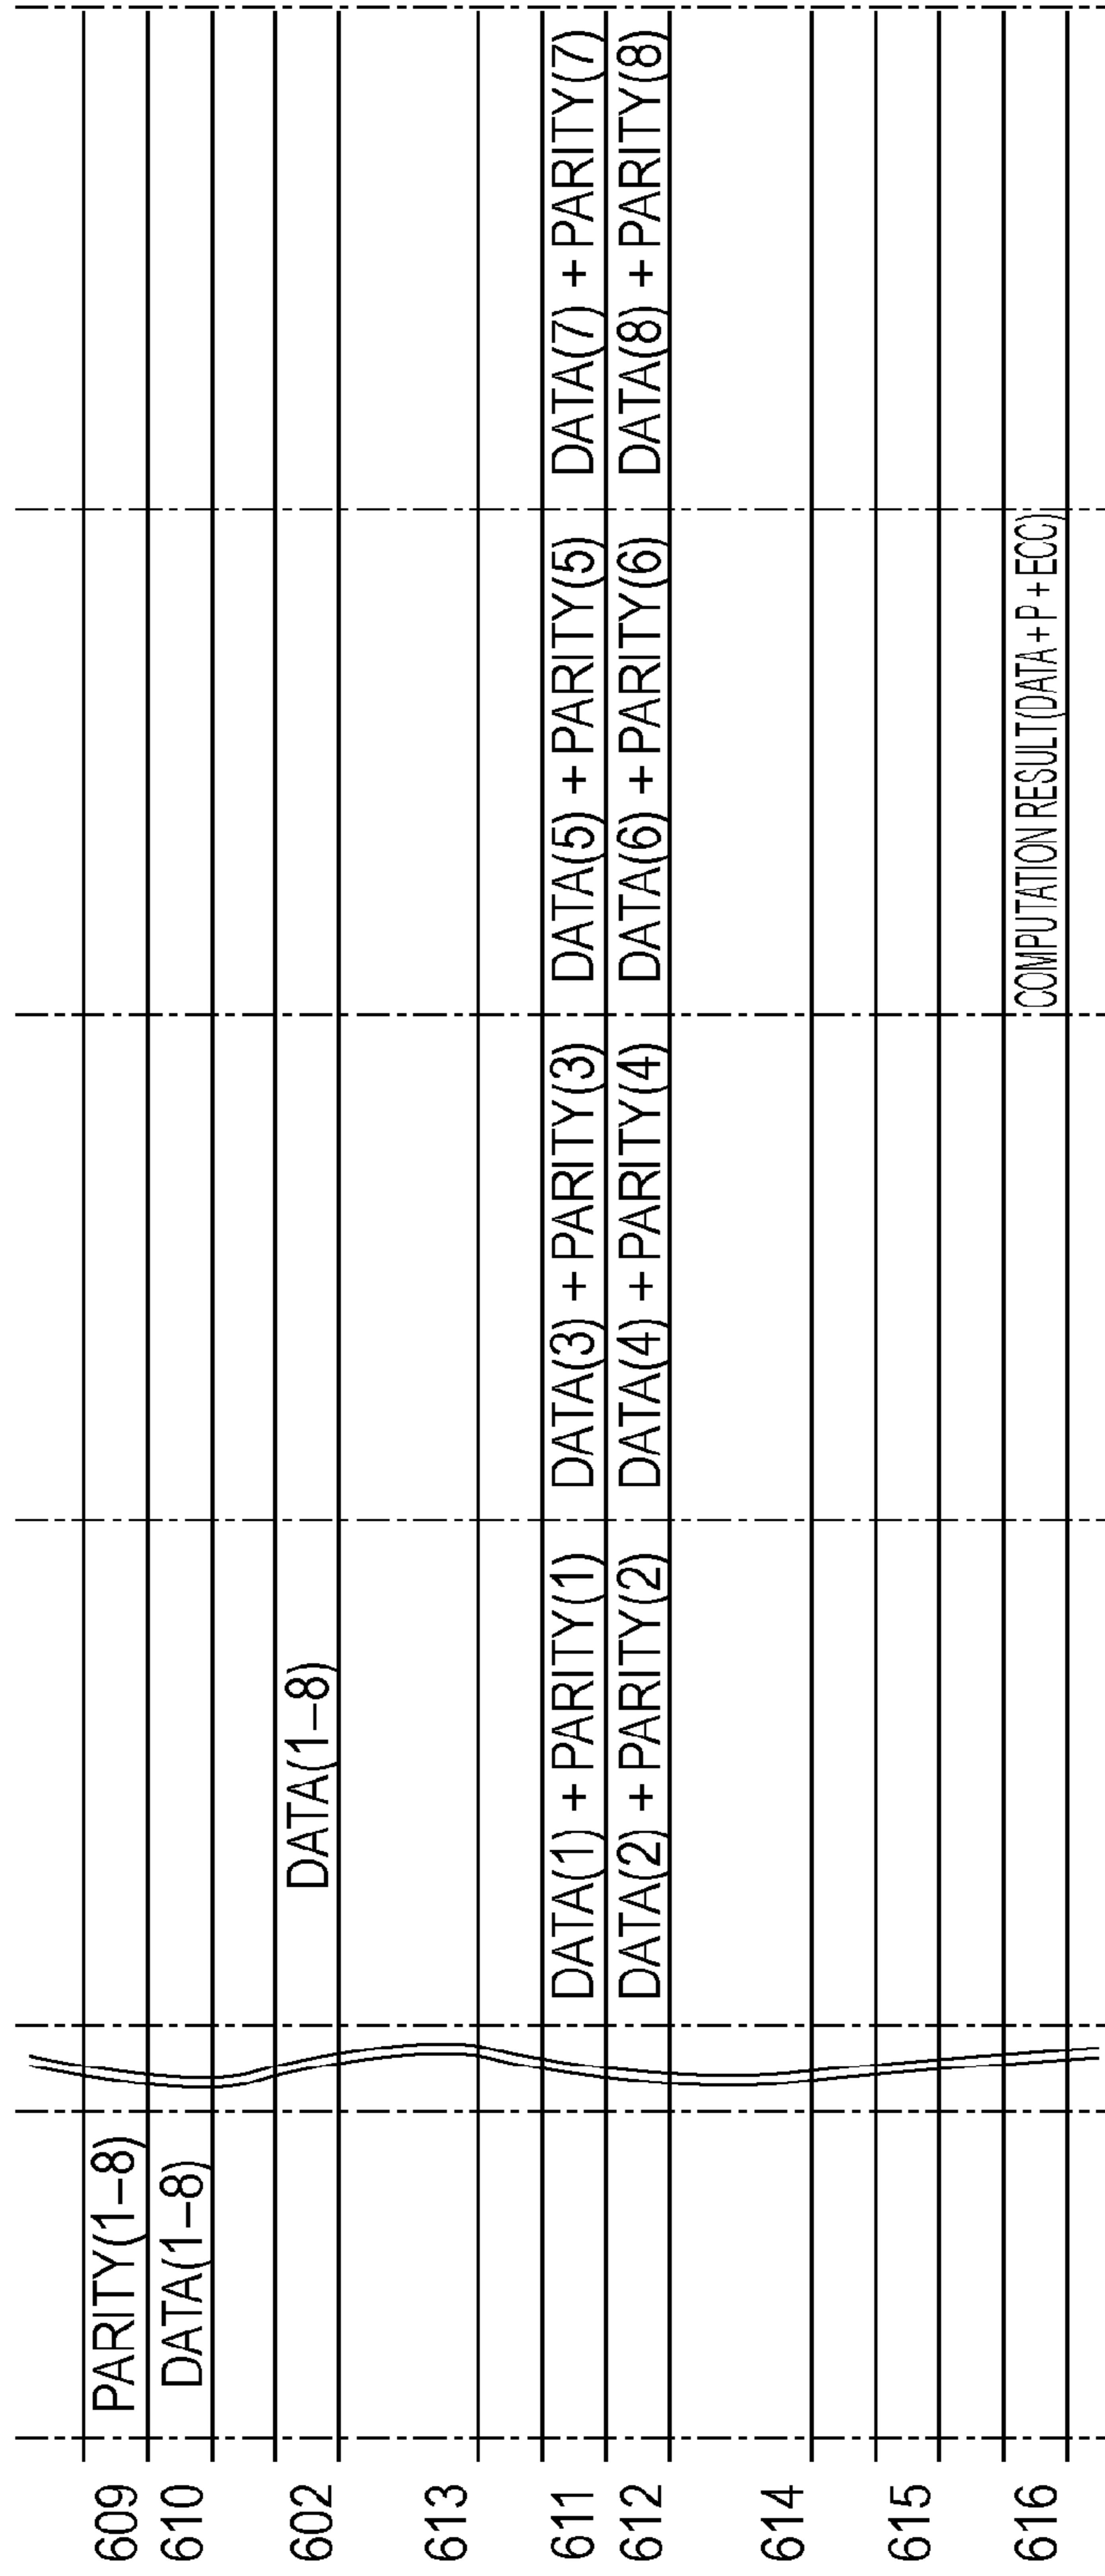 609 PARITY(1–8)
610 DATA(1–8)
602 DATA(1–8)
613
611 DATA(1) + PARITY(1) DATA(3) + PARITY(3) DATA(5) + PARITY(5) DATA(7) + PARITY(7)
612 DATA(2) + PARITY(2) DATA(4) + PARITY(4) DATA(6) + PARITY(6) DATA(8) + PARITY(8)
614
615
616 COMPUTATION RESULT(DATA + P + ECC)